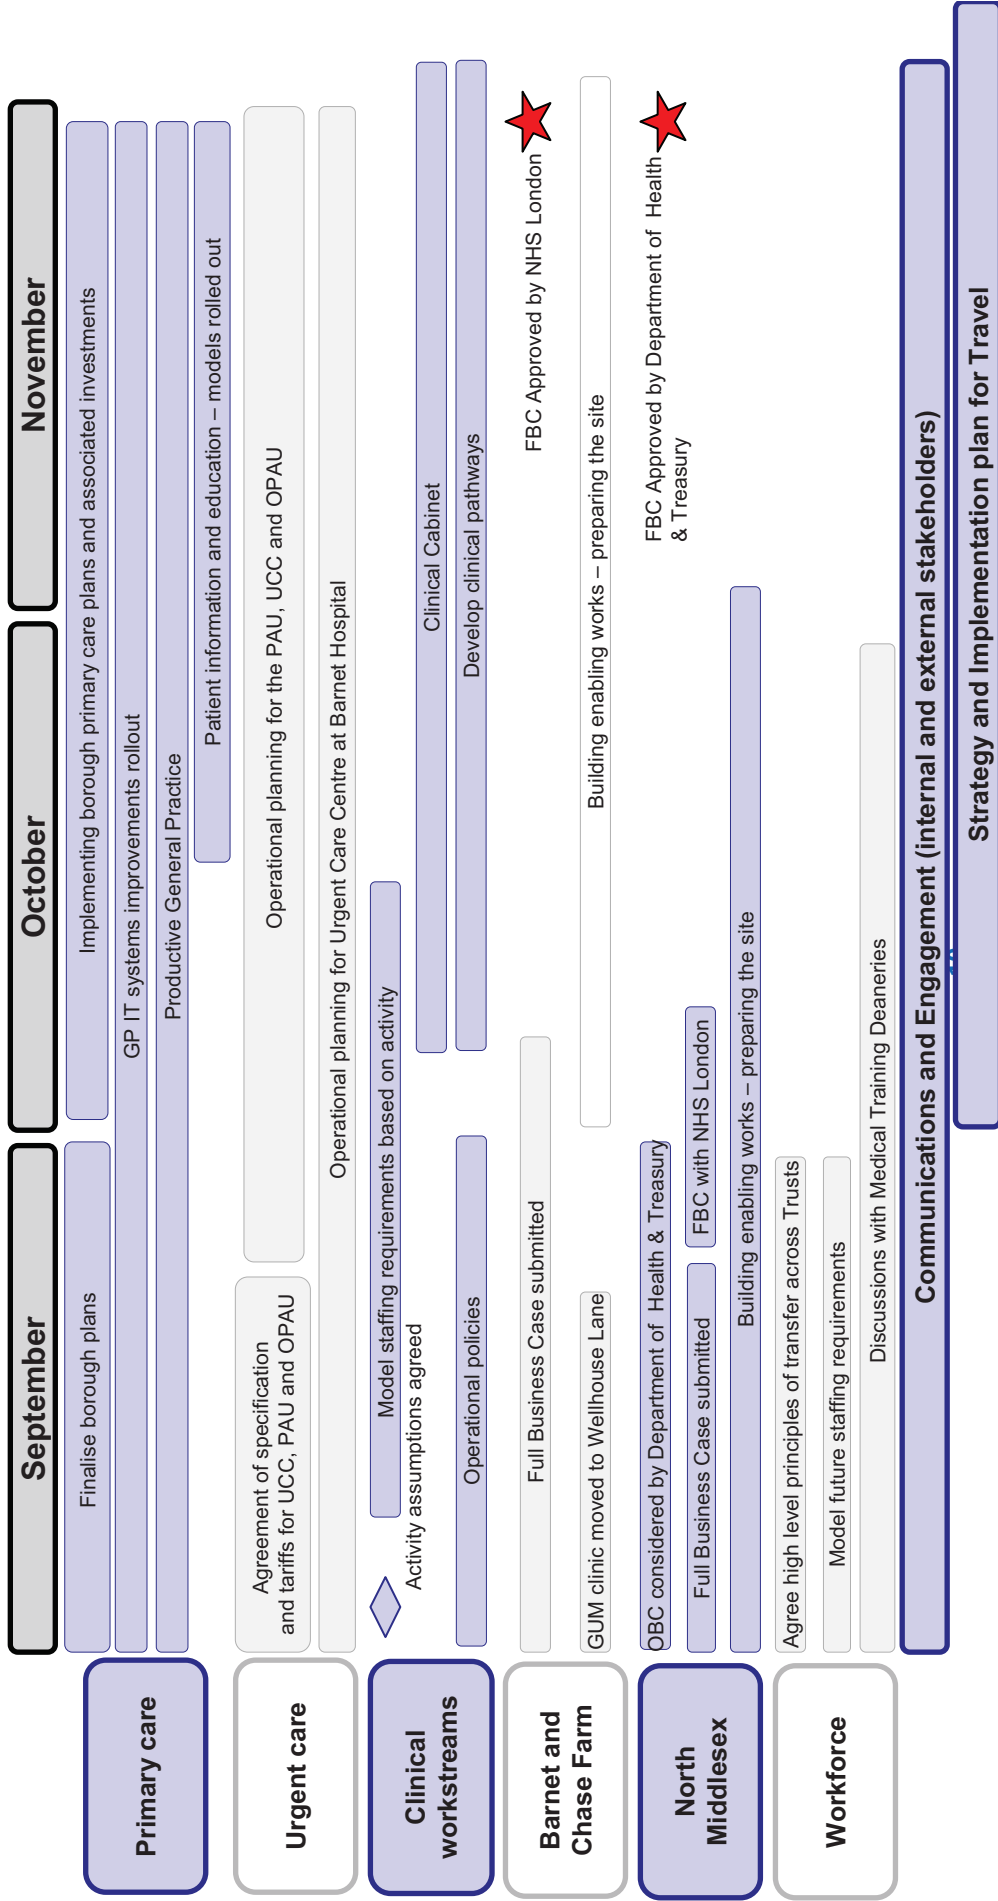 September
October
November
Primary care
Finalise borough plans
Implementing borough primary care plans and associated investments
GP IT systems improvements rollout
Productive General Practice
Patient information and education – models rolled out
Urgent care
Agreement of specification
and tariffs for UCC, PAU and OPAU
Operational planning for the PAU, UCC and OPAU
Operational planning for Urgent Care Centre at Barnet Hospital
Clinical
workstreams
Model staffing requirements based on activity
Activity assumptions agreed
Clinical Cabinet
Operational policies
Develop clinical pathways
Barnet and
Chase Farm
Full Business Case submitted
FBC Approved by NHS London
GUM clinic moved to Wellhouse Lane
Building enabling works – preparing the site
North
Middlesex
OBC considered by Department of Health & Treasury
FBC Approved by Department of Health
& Treasury
Full Business Case submitted
FBC with NHS London
Building enabling works – preparing the site
Workforce
Agree high level principles of transfer across Trusts
Model future staffing requirements
Discussions with Medical Training Deaneries
Communications and Engagement (internal and external stakeholders)
Strategy and Implementation plan for Travel